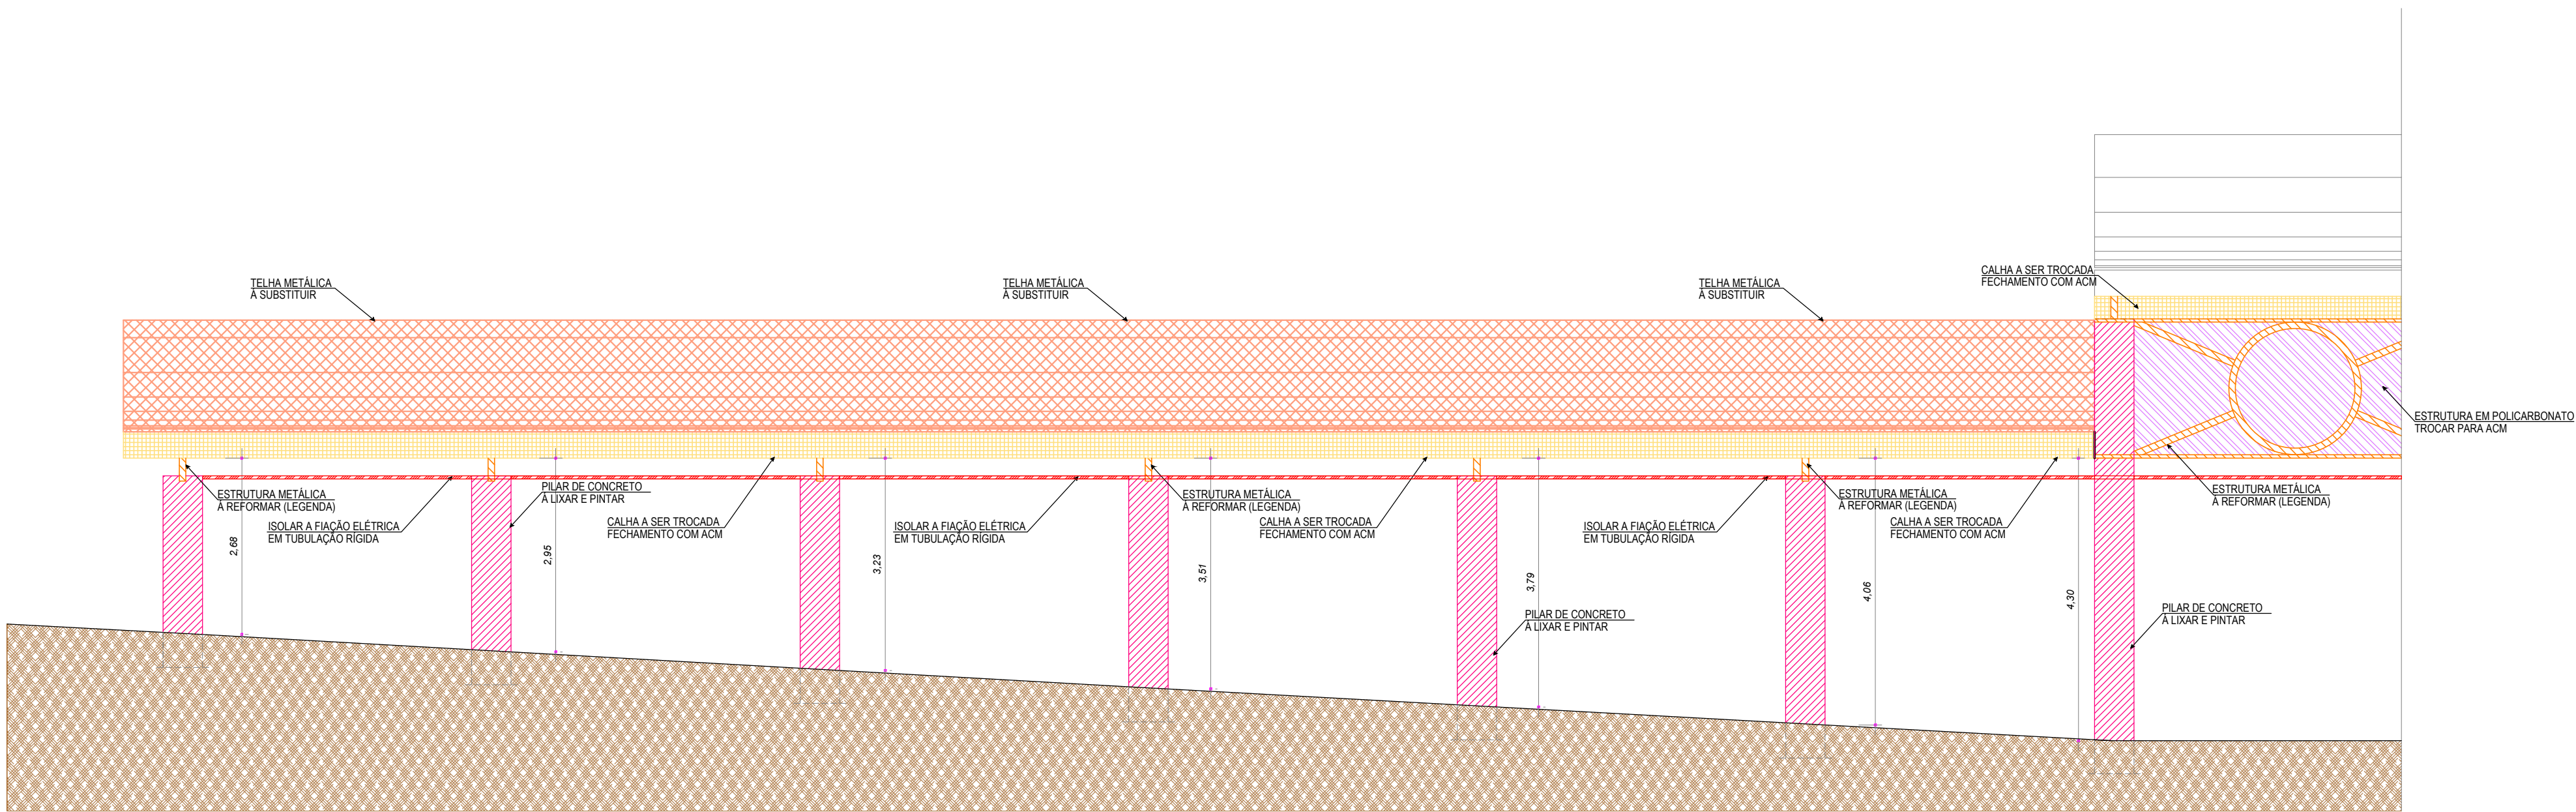 CALHA A SER TROCADA
FECHAMENTO COM ACM
TELHA METÁLICA
À SUBSTITUIR
TELHA METÁLICA
À SUBSTITUIR
TELHA METÁLICA
À SUBSTITUIR
ESTRUTURA EM POLICARBONATO
TROCAR PARA ACM
ESTRUTURA METÁLICA
À REFORMAR (LEGENDA)
ISOLAR A FIAÇÃO ELÉTRICA
EM TUBULAÇÃO RÍGIDA
PILAR DE CONCRETO
À LIXAR E PINTAR
CALHA A SER TROCADA
FECHAMENTO COM ACM
ISOLAR A FIAÇÃO ELÉTRICA
EM TUBULAÇÃO RÍGIDA
ESTRUTURA METÁLICA
À REFORMAR (LEGENDA)
CALHA A SER TROCADA
FECHAMENTO COM ACM
ISOLAR A FIAÇÃO ELÉTRICA
EM TUBULAÇÃO RÍGIDA
ESTRUTURA METÁLICA
À REFORMAR (LEGENDA)
CALHA A SER TROCADA
FECHAMENTO COM ACM
ESTRUTURA METÁLICA
À REFORMAR (LEGENDA)
2,68
2,95
3,23
3,51
3,79
4,06
4,30
PILAR DE CONCRETO
À LIXAR E PINTAR
PILAR DE CONCRETO
À LIXAR E PINTAR